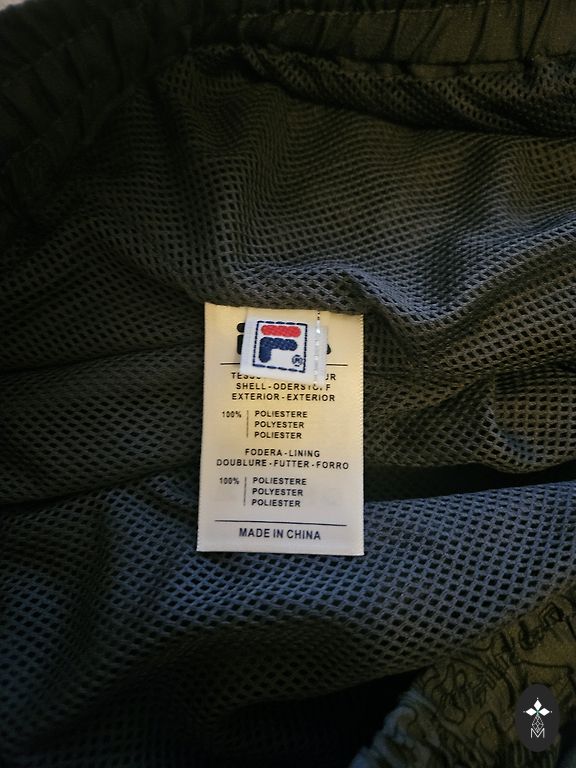 SHELL-ODERSTOFF
EXTERIOR-EXTERIOR
100% POLIESTERE
POLYESTER
POLIESTER
FODERA-LINING
DOUBLURE-FUTTER-FORRO
100% POLIESTERE
POLYESTER
POLIESTER
MADE IN CHINA